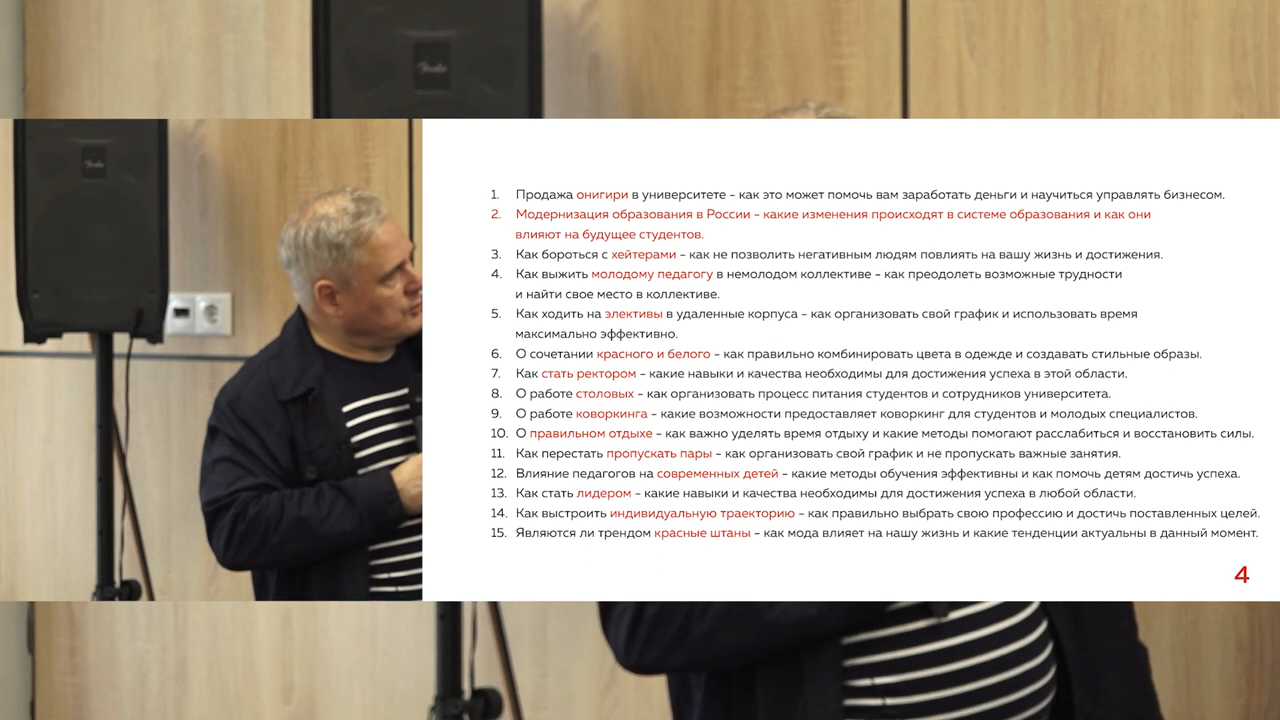 Fender
Fender
1. Продажа онигири в университете – как это может помочь вам заработать деньги и научиться управлять бизнесом.
2. Модернизация образования в России – какие изменения происходят в системе образования и как они
влияют на будущее студентов.
3. Как бороться с хейтерами – как не позволить негативным людям повлиять на вашу жизнь и достижения.
4. Как выжить молодому педагогу в немолодом коллективе – как преодолеть возможные трудности
и найти свое место в коллективе.
5. Как ходить на элективы в удаленные корпуса – как организовать свой график и использовать время
максимально эффективно.
6. О сочетании красного и белого – как правильно комбинировать цвета в одежде и создавать стильные образы.
7. Как стать ректором – какие навыки и качества необходимы для достижения успеха в этой области.
8. О работе столовых – как организовать процесс питания студентов и сотрудников университета.
9. О работе коворкинга – какие возможности предоставляет коворкинг для студентов и молодых специалистов.
10. О правильном отдыхе – как важно уделять время отдыху и какие методы помогают расслабиться и восстановить силы.
11. Как перестать пропускать пары – как организовать свой график и не пропускать важные занятия.
12. Влияние педагогов на современных детей – какие методы обучения эффективны и как помочь детям достичь успеха.
13. Как стать лидером – какие навыки и качества необходимы для достижения успеха в любой области.
14. Как выстроить индивидуальную траекторию – как правильно выбрать свою профессию и достичь поставленных целей.
15. Являются ли трендом красные штаны – как мода влияет на нашу жизнь и какие тенденции актуальны в данный момент.
4